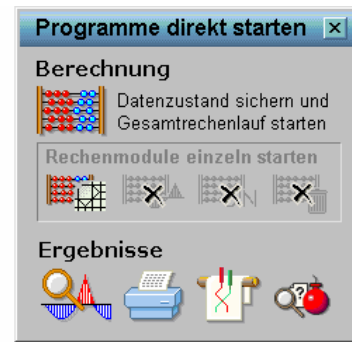 Programme direkt starten
Berechnung
Datenzustand sichern und
Gesamtrechenlauf starten
Rechenmodule einzeln starten
Ergebnisse
?